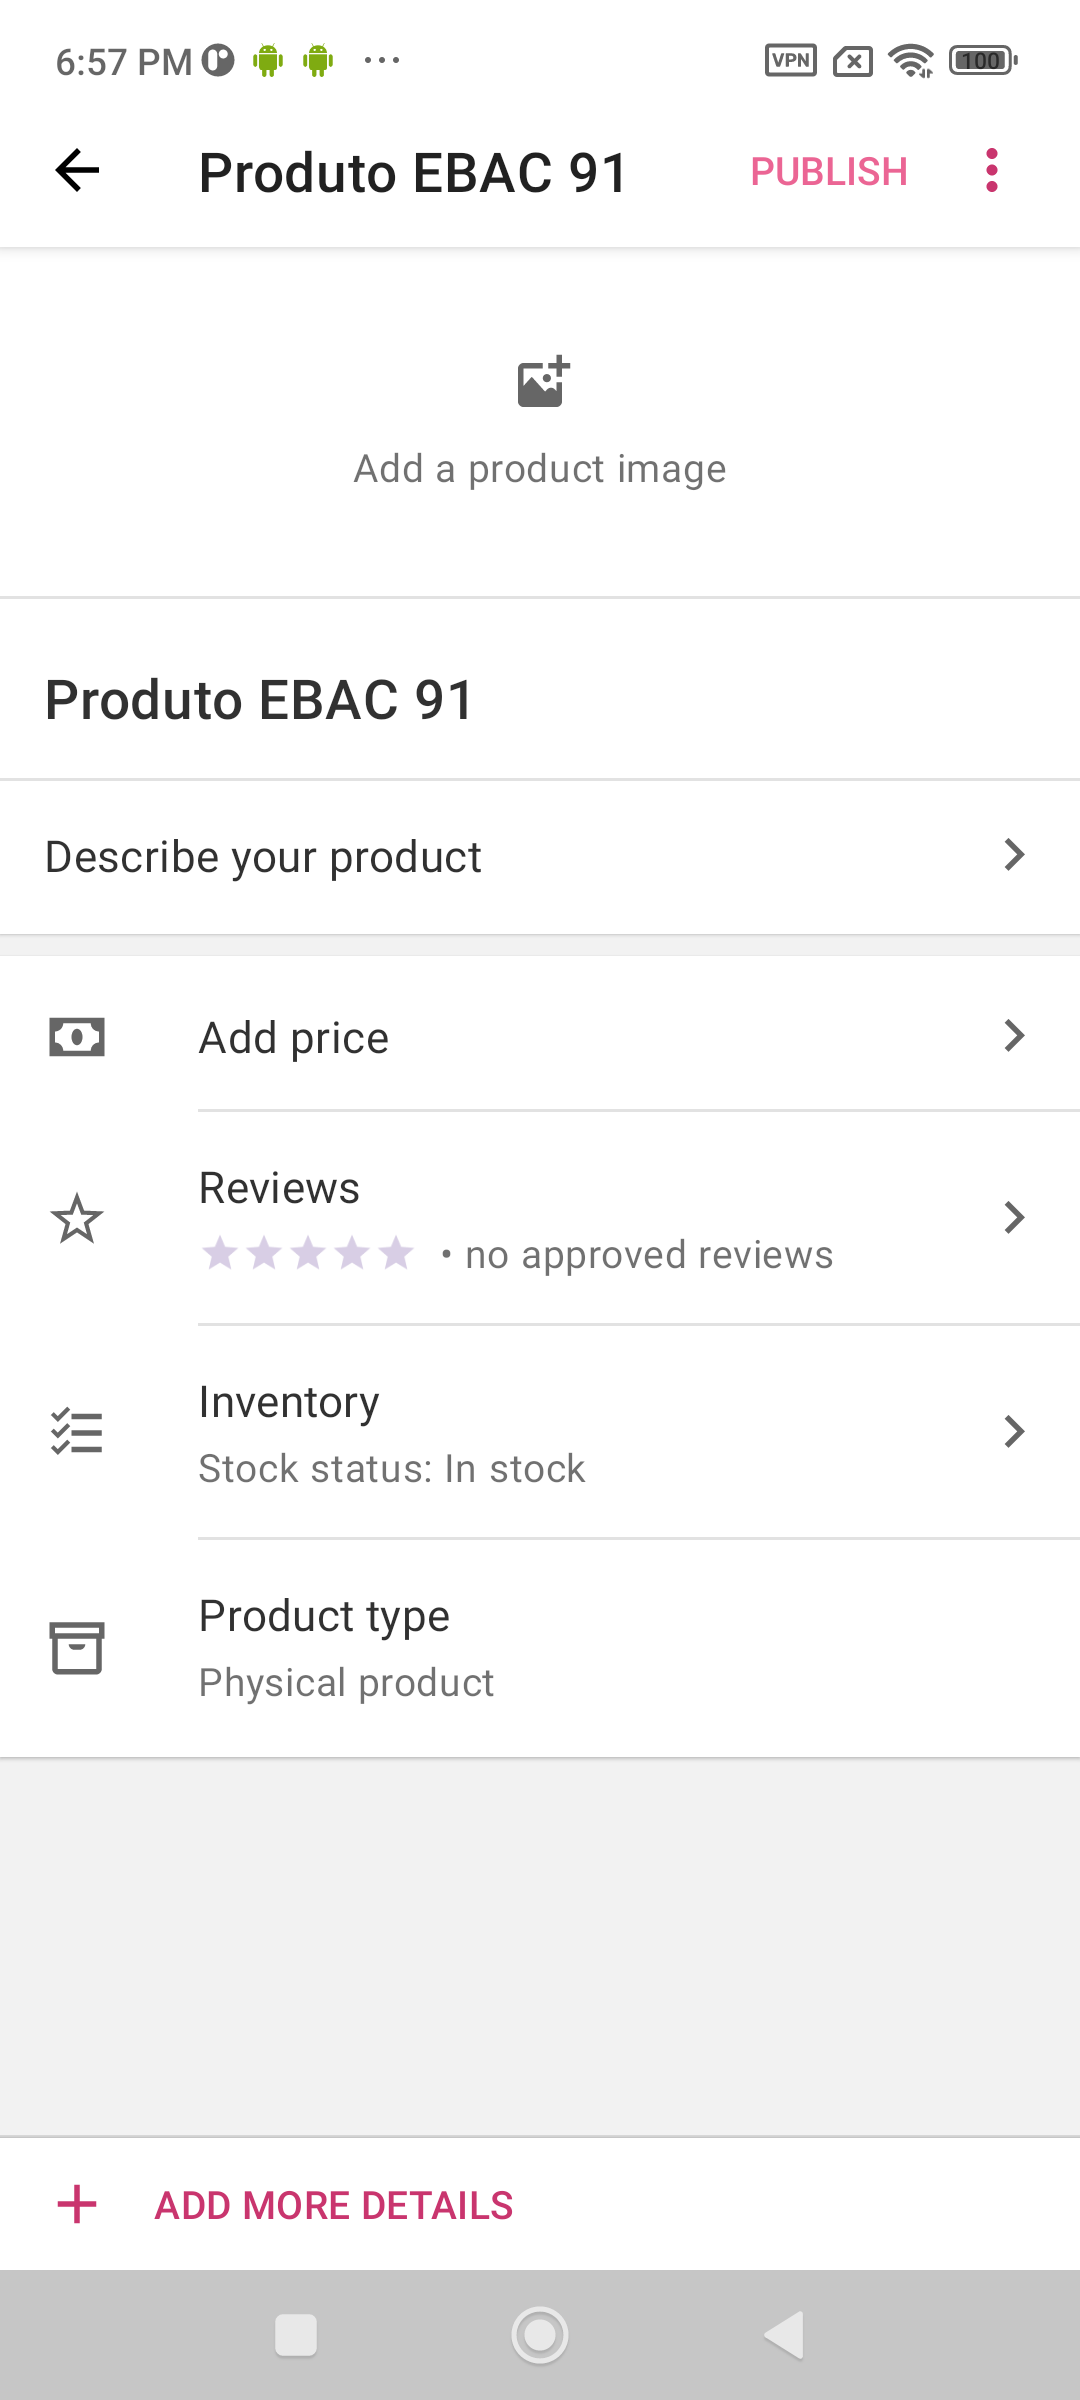 6:57 PM ... VPN 100
Produto EBAC 91 PUBLISH
Add a product image
Produto EBAC 91
Describe your product
Add price
Reviews
• no approved reviews
Inventory
Stock status: In stock
Product type
Physical product
ADD MORE DETAILS